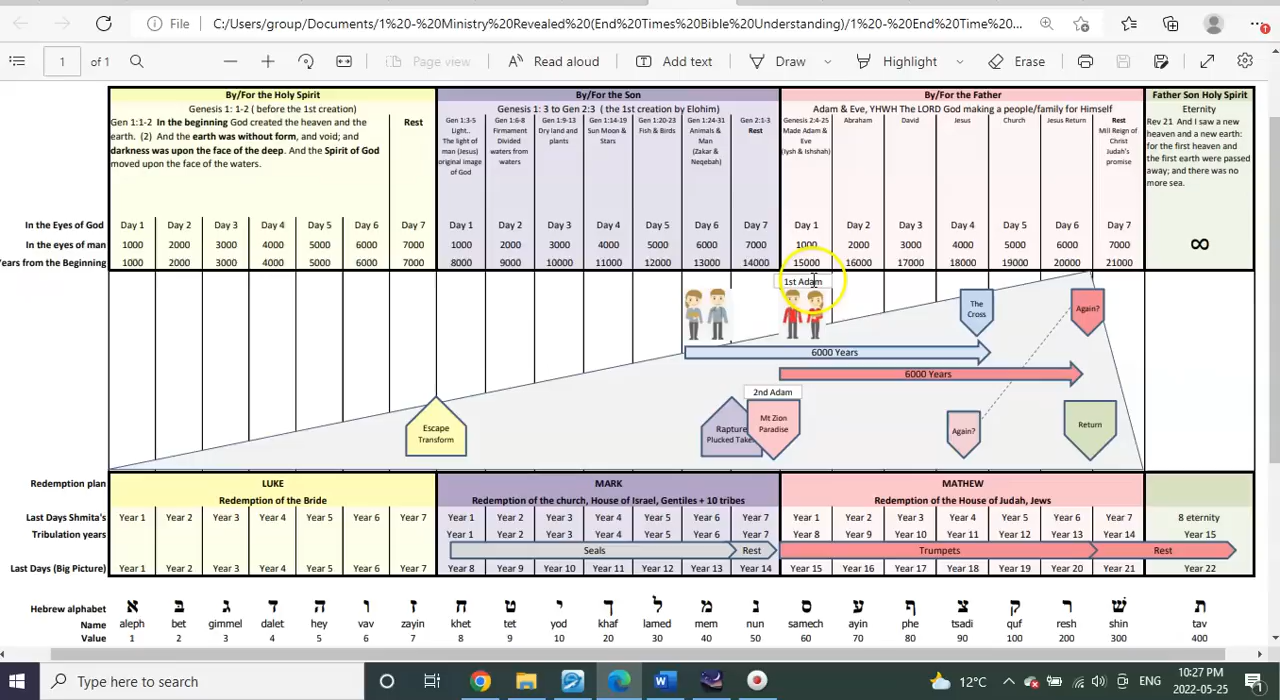 File C:/Users/group/Documents/1%20-%20Ministry%20Revealed%20(End%20Times%20Bible%20Understanding)/1%20-%20End%20Time%20...
1 of 1 Page view Read aloud Add text Draw Highlight Erase
By/For the Holy Spirit By/For the Son By/For the Father Father Son Holy Spirit
Genesis 1: 1-2 ( before the 1st creation) Genesis 1: 3 to Gen 2:3 ( the 1st creation by Elohim) Adam & Eve, YHWH The LORD God making a people/family for Himself Eternity
Gen 1:1-2 In the beginning God created the heaven and the
earth. (2) And the earth was without form, and void; and
darkness was upon the face of the deep. And the Spirit of God
moved upon the face of the waters.
Rest
Gen 1:3-5
Light..
The light of
man (Jesus)
original image
of God
Gen 1:6-8
Firmament
Divided
waters from
waters
Gen 1:9-13
Dry land and
plants
Gen 1:14-19
Sun Moon &
Stars
Gen 1:20-23
Fish & Birds
Gen 1:24-31
Animals &
Man
(Zakar &
Neqebah)
Gen 2:1-3
Rest
Genesis 2:4-25
Made Adam &
Eve
(Iysh & Ishshah)
Abraham
David
Jesus
Church
Jesus Return
Rest
Mill Reign of
Christ
Judah's
promise
Rev 21 And I saw a new
heaven and a new earth:
for the first heaven and
the first earth were passed
away; and there was no
more sea.
In the Eyes of God Day 1 Day 2 Day 3 Day 4 Day 5 Day 6 Day 7 Day 1 Day 2 Day 3 Day 4 Day 5 Day 6 Day 7 Day 1 Day 2 Day 3 Day 4 Day 5 Day 6 Day 7
In the eyes of man 1000 2000 3000 4000 5000 6000 7000 1000 2000 3000 4000 5000 6000 7000 1000 2000 3000 4000 5000 6000 7000 ∞
Years from the Beginning 1000 2000 3000 4000 5000 6000 7000 8000 9000 10000 11000 12000 13000 14000 15000 16000 17000 18000 19000 20000 21000
1st Adam
The
Cross
Again?
6000 Years
6000 Years
2nd Adam
Escape
Transform
Rapture
Plucked Take
Mt Zion
Paradise
Again?
Return
Redemption plan LUKE MARK MATHEW
Redemption of the Bride Redemption of the church, House of Israel, Gentiles + 10 tribes Redemption of the House of Judah, Jews
Last Days Shmita's Year 1 Year 2 Year 3 Year 4 Year 5 Year 6 Year 7 Year 1 Year 2 Year 3 Year 4 Year 5 Year 6 Year 7 Year 1 Year 2 Year 3 Year 4 Year 5 Year 6 Year 7 8 eternity
Tribulation years Year 1 Year 2 Year 3 Year 4 Year 5 Year 6 Year 7 Year 8 Year 9 Year 10 Year 11 Year 12 Year 13 Year 14 Year 15
Seals Rest Trumpets Rest
Last Days (Big Picture) Year 1 Year 2 Year 3 Year 4 Year 5 Year 6 Year 7 Year 8 Year 9 Year 10 Year 11 Year 12 Year 13 Year 14 Year 15 Year 16 Year 17 Year 18 Year 19 Year 20 Year 21 Year 22
Hebrew alphabet א ב ג ד ה ו ז ח ט י ך ל מ נ ס ע ף צ ק ר שׁ ת
Name aleph bet gimmel dalet hey vav zayin khet tet yod khaf lamed mem nun samech ayin phe tsadi quf resh shin tav
Value 1 2 3 4 5 6 7 8 9 10 20 30 40 50 60 70 80 90 100 200 300 400
Type here to search 12°C ENG 10:27 PM
2022-05-25